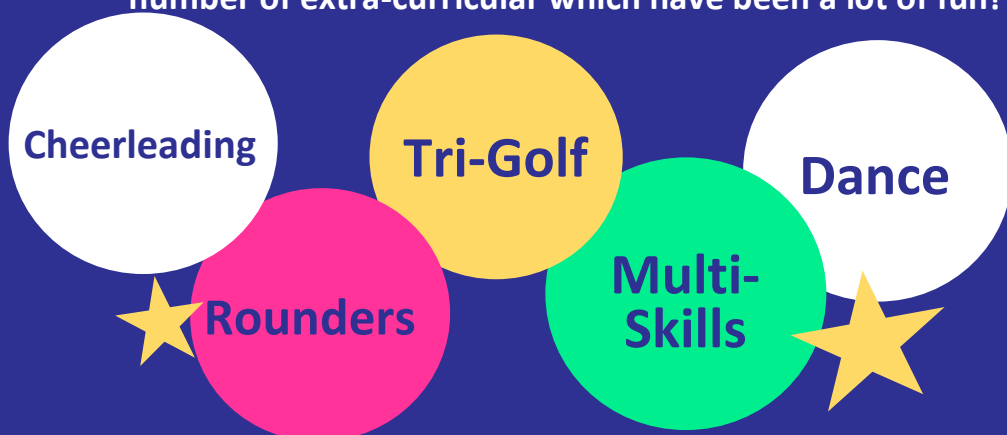 number of extra-curricular which have been a lot of fun!
Cheerleading
Tri-Golf
Dance
Rounders
Multi-
Skills